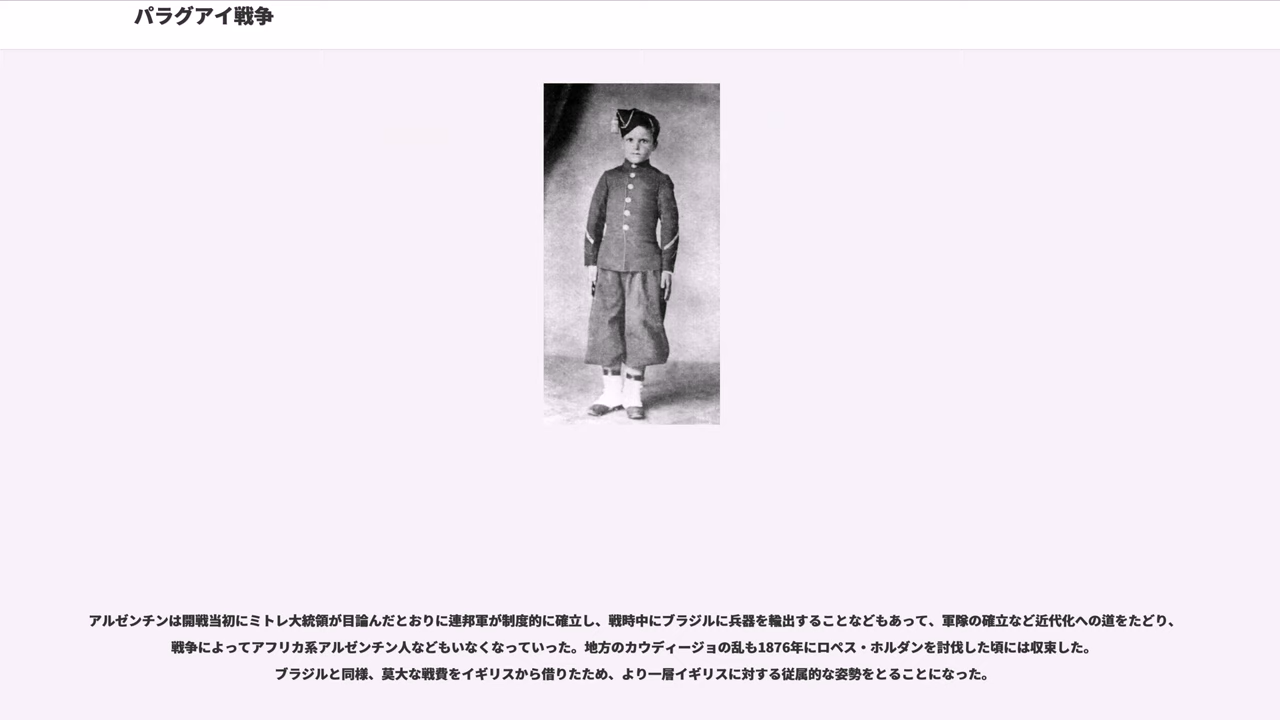 パラグアイ戦争
アルゼンチンは開戦当初にミトレ大統領が目論んだとおりに連邦軍が制度的に確立し、戦時中にブラジルに兵器を輸出することなどもあって、軍隊の確立など近代化への道をたどり、
戦争によってアフリカ系アルゼンチン人などもいなくなっていった。地方のカウディージョの乱も1876年にロペス・ホルダンを討伐した頃には収束した。
ブラジルと同様、莫大な戦費をイギリスから借りたため、より一層イギリスに対する従属的な姿勢をとることになった。